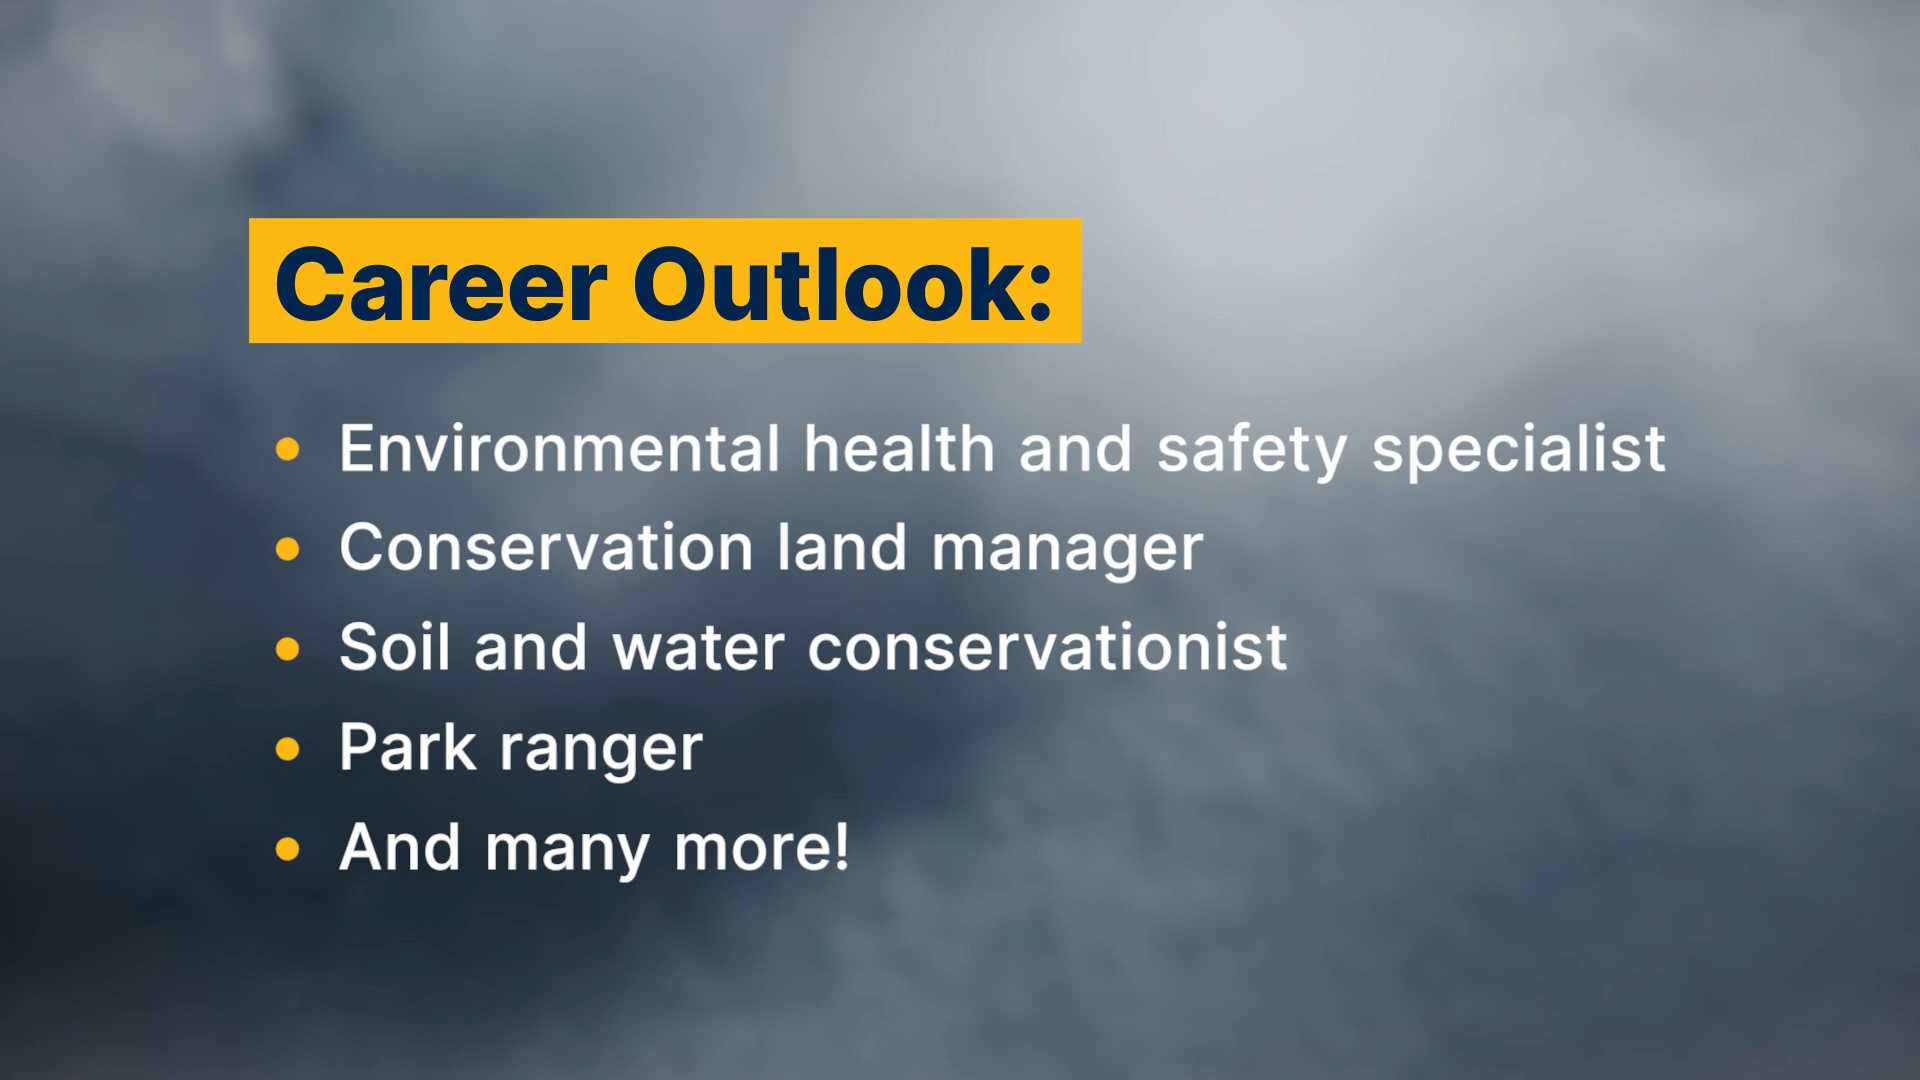 Career Outlook:
Environmental health and safety specialist
Conservation land manager
Soil and water conservationist
Park ranger
And many more!